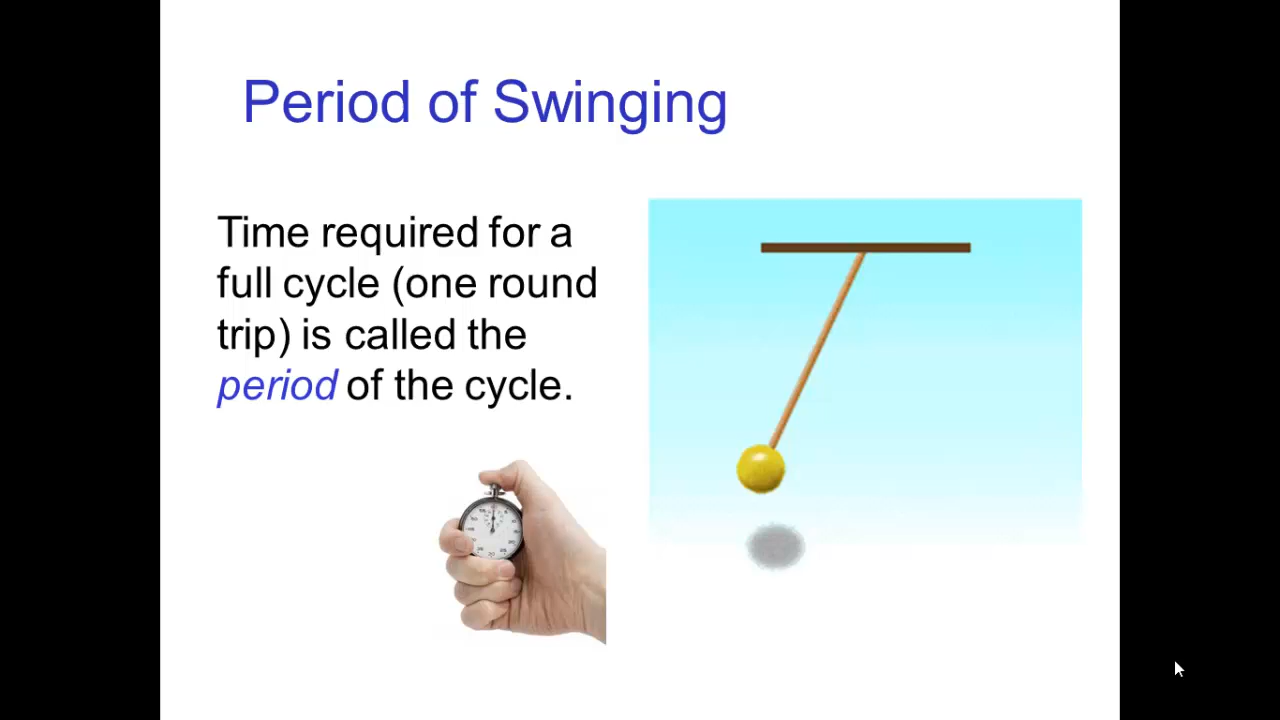 Period of Swinging
Time required for a
full cycle (one round
trip) is called the
period of the cycle.